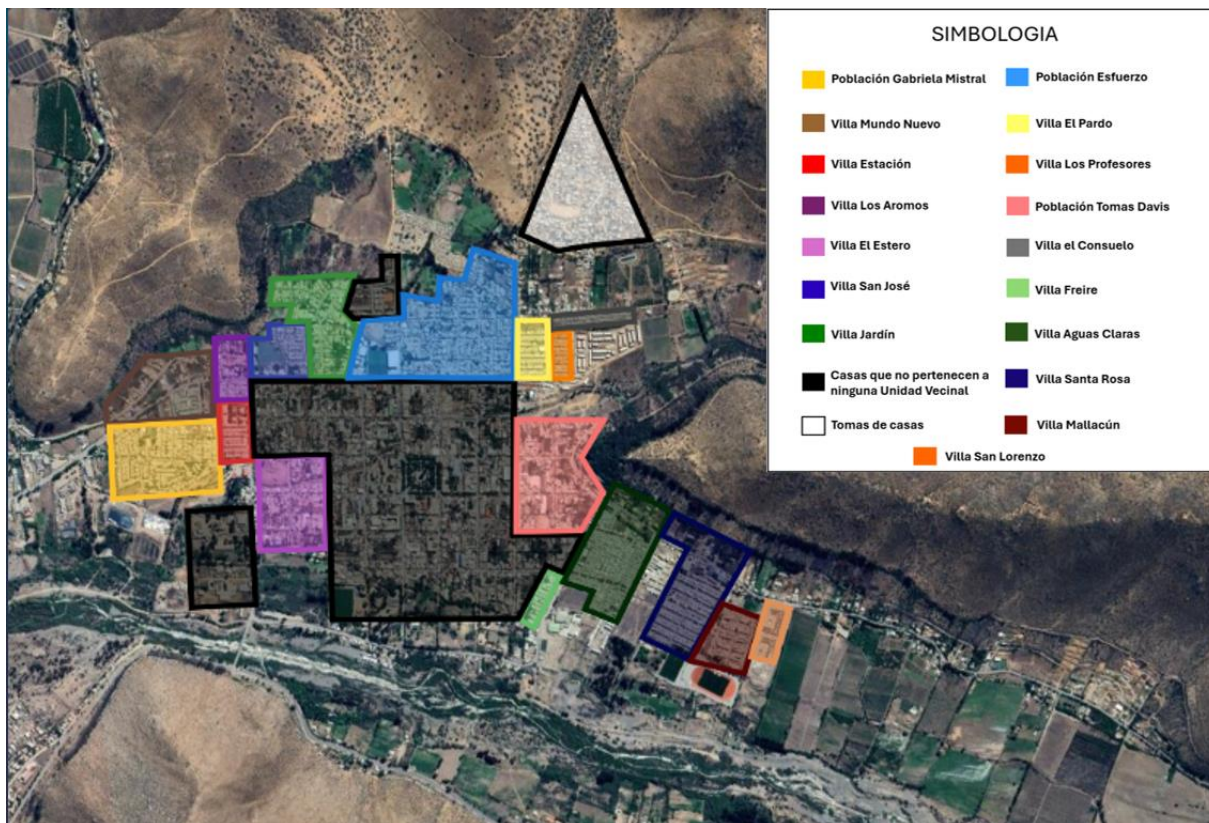 SIMBOLOGIA
Población Gabriela Mistral
Población Esfuerzo
Villa Mundo Nuevo
Villa El Pardo
Villa Estación
Villa Los Profesores
Villa Los Aromos
Población Tomas Davis
Villa El Estero
Villa el Consuelo
Villa San José
Villa Freire
Villa Jardín
Villa Aguas Claras
Casas que no pertenecen a
ninguna Unidad Vecinal
Villa Santa Rosa
Tomas de casas
Villa Mallacún
Villa San Lorenzo